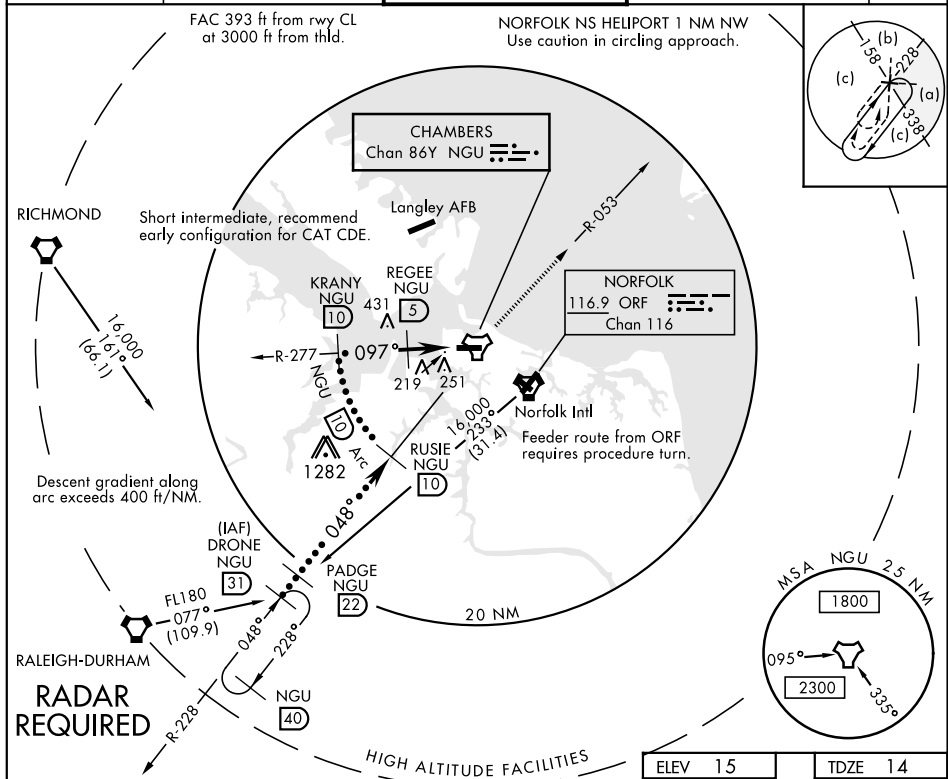 FAC 393 ft from rwy CL
at 3000 ft from thld.
NORFOLK NS HELIPORT 1 NM NW
Use caution in circling approach.
(b)
158
228
(c)
(a)
(c)
338
CHAMBERS
Chan 86Y NGU
R-053
RICHMOND
Short intermediate, recommend
early configuration for CAT CDE.
Langley AFB
NORFOLK
116.9 ORF
Chan 116
KRANY
NGU
10
431
REGEE
NGU
5
16,000
161°
(66.1)
R-277
097°
219
251
NGU
10
Arc
Norfolk Intl
16,000
233°
(31.4)
Feeder route from ORF
requires procedure turn.
1282
RUSIE
NGU
10
Descent gradient along
arc exceeds 400 ft/NM.
048°
(IAF)
DRONE
NGU
31
PADGE
NGU
22
20 NM
FL180
077°
(109.9)
RALEIGH-DURHAM
048°
228°
NGU
40
RADAR
REQUIRED
R-228
HIGH ALTITUDE FACILITIES
MSA NGU 25 NM
1800
095°
2300
335°
ELEV 15
TDZE 14